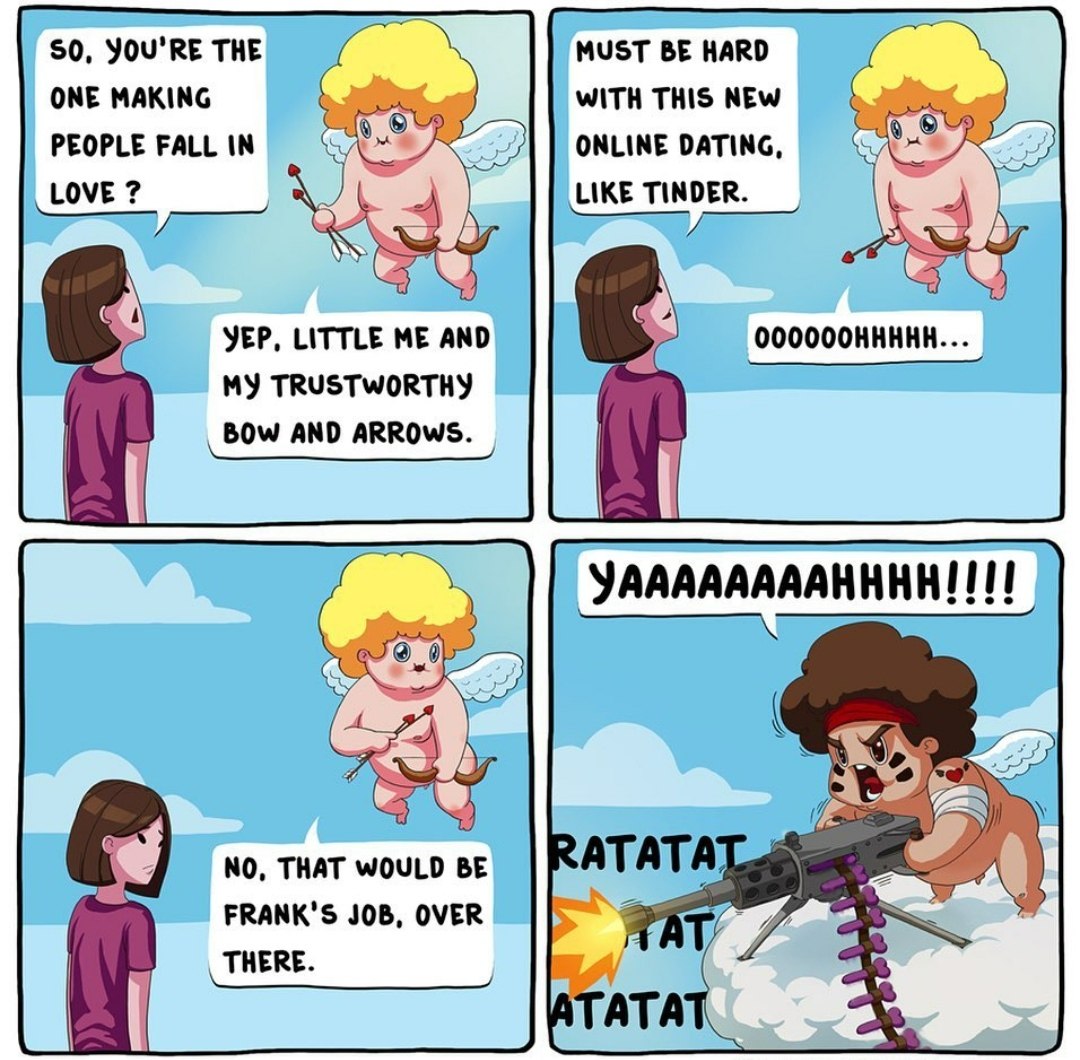 SO, YOU'RE THE
ONE MAKING
PEOPLE FALL IN
LOVE ?
YEP, LITTLE ME AND
MY TRUSTWORTHY
BOW AND ARROWS.
MUST BE HARD
WITH THIS NEW
ONLINE DATING,
LIKE TINDER.
OOOOOOHHHHH...
NO, THAT WOULD BE
FRANK'S JOB, OVER
THERE.
YAAAAAAAAHHHH!!!!
RATATAT
TAT
ATATAT